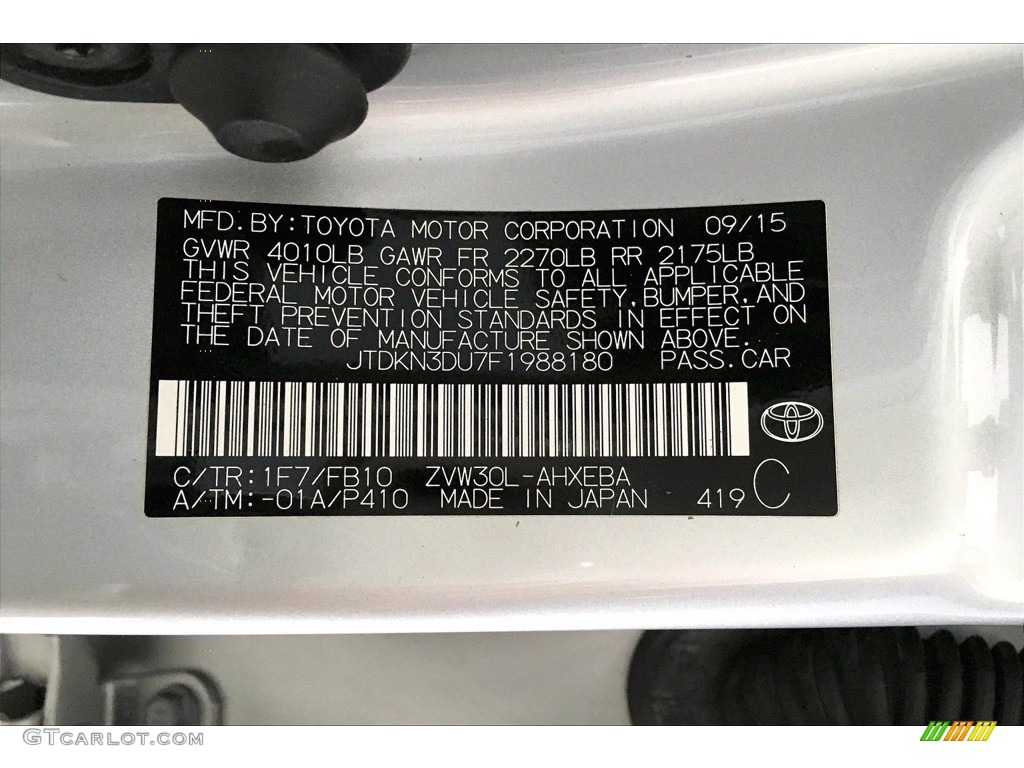 MFD.BY:TOYOTA MOTOR CORPORATION 09/15
GVWR 4010LB GAWR FR 2270LB RR 2175LB
THIS VEHICLE CONFORMS TO ALL APPLICABLE
FEDERAL MOTOR VEHICLE SAFETY,BUMPER,AND
THEFT PREVENTION STANDARDS IN EFFECT ON
THE DATE OF MANUFACTURE SHOWN ABOVE.
JTDKN3DU7F1988180 PASS.CAR
C/TR:1F7/FB10 ZVW30L-AHXEBA
A/TM:-01A/P410 MADE IN JAPAN 419 C
GTCARLOT.COM